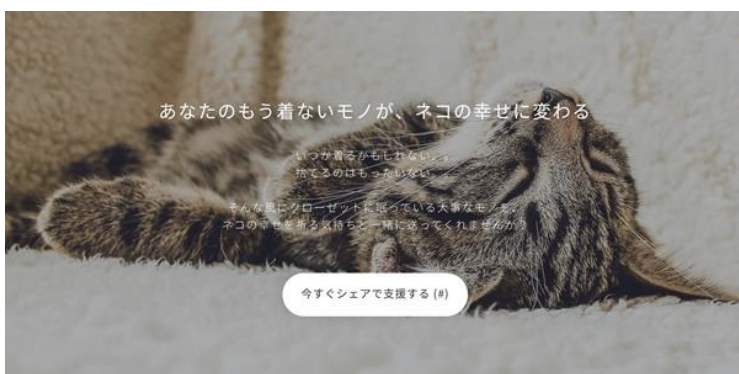 あなたのもう着ないモノが、ネコの幸せに変わる
いつか着るかもしれない。。
捨てるのはもったいない…
そんな風にクローゼットに眠っている大事なモノを、
ネコの幸せを祈る気持ちと一緒に送ってくれませんか？
今すぐシェアで支援する (#)